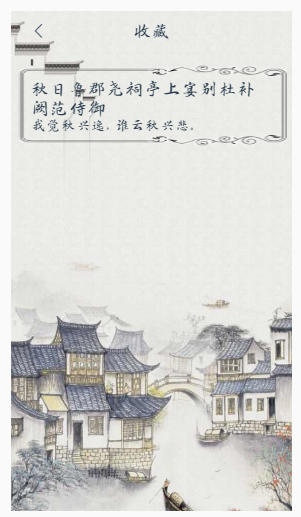 收藏
秋日鲁郡尧祠亭上宴别杜补
阙范侍御
我觉秋兴逸，谁云秋兴悲。